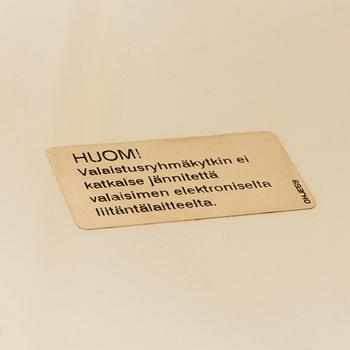 HUOM!
Valaistusryhmäkytkin ei
katkaise jännitettä
valaisimen elektroniselta
liitäntälaitteelta.